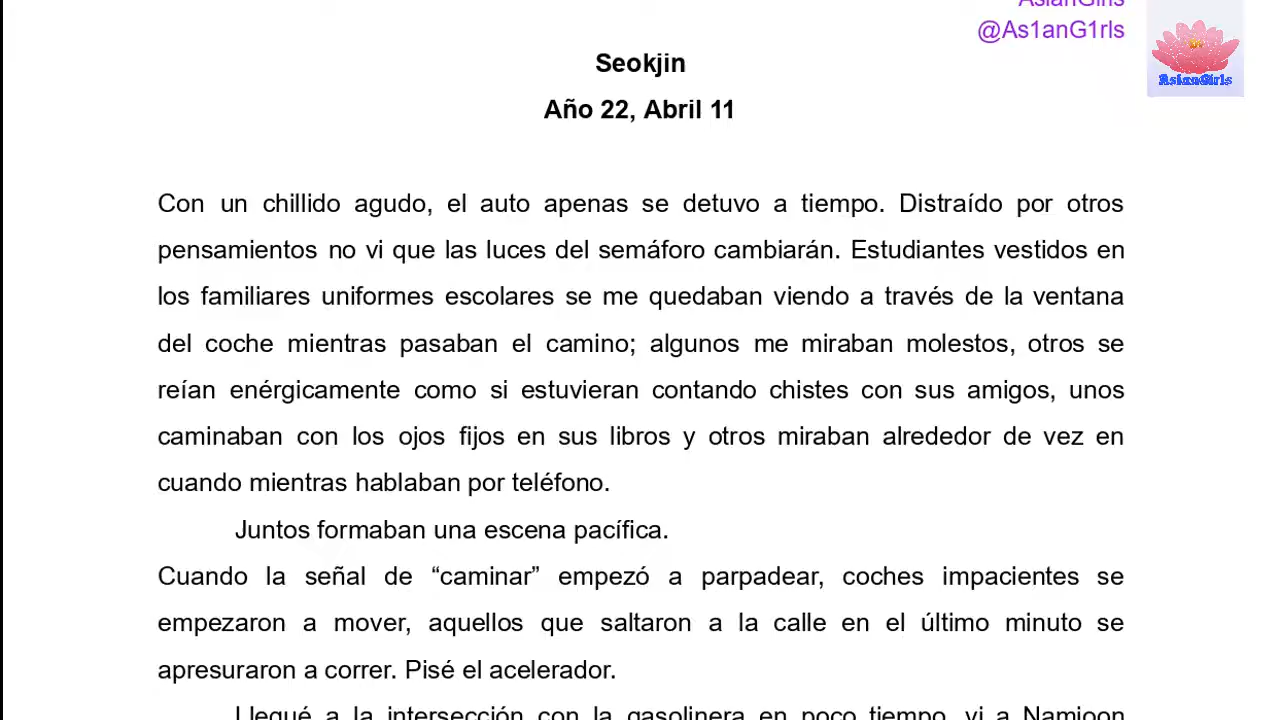 AsianGirls
@As1anG1rls
AsianGirls
Seokjin
Año 22, Abril 11
Con un chillido agudo, el auto apenas se detuvo a tiempo. Distraído por otros
pensamientos no vi que las luces del semáforo cambiarán. Estudiantes vestidos en
los familiares uniformes escolares se me quedaban viendo a través de la ventana
del coche mientras pasaban el camino; algunos me miraban molestos, otros se
reían enérgicamente como si estuvieran contando chistes con sus amigos, unos
caminaban con los ojos fijos en sus libros y otros miraban alrededor de vez en
cuando mientras hablaban por teléfono.
Juntos formaban una escena pacífica.
Cuando la señal de “caminar” empezó a parpadear, coches impacientes se
empezaron a mover, aquellos que saltaron a la calle en el último minuto se
apresuraron a correr. Pisé el acelerador.
Llegué a la intersección con la gasolinera en poco tiempo, vi a Namjoon